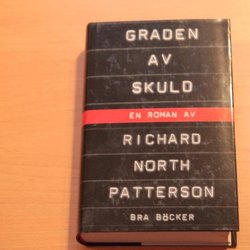 GRADEN
AV
SKULD
EN ROMAN AV
RICHARD
NORTH
PATTERSON
BRA BÖCKER